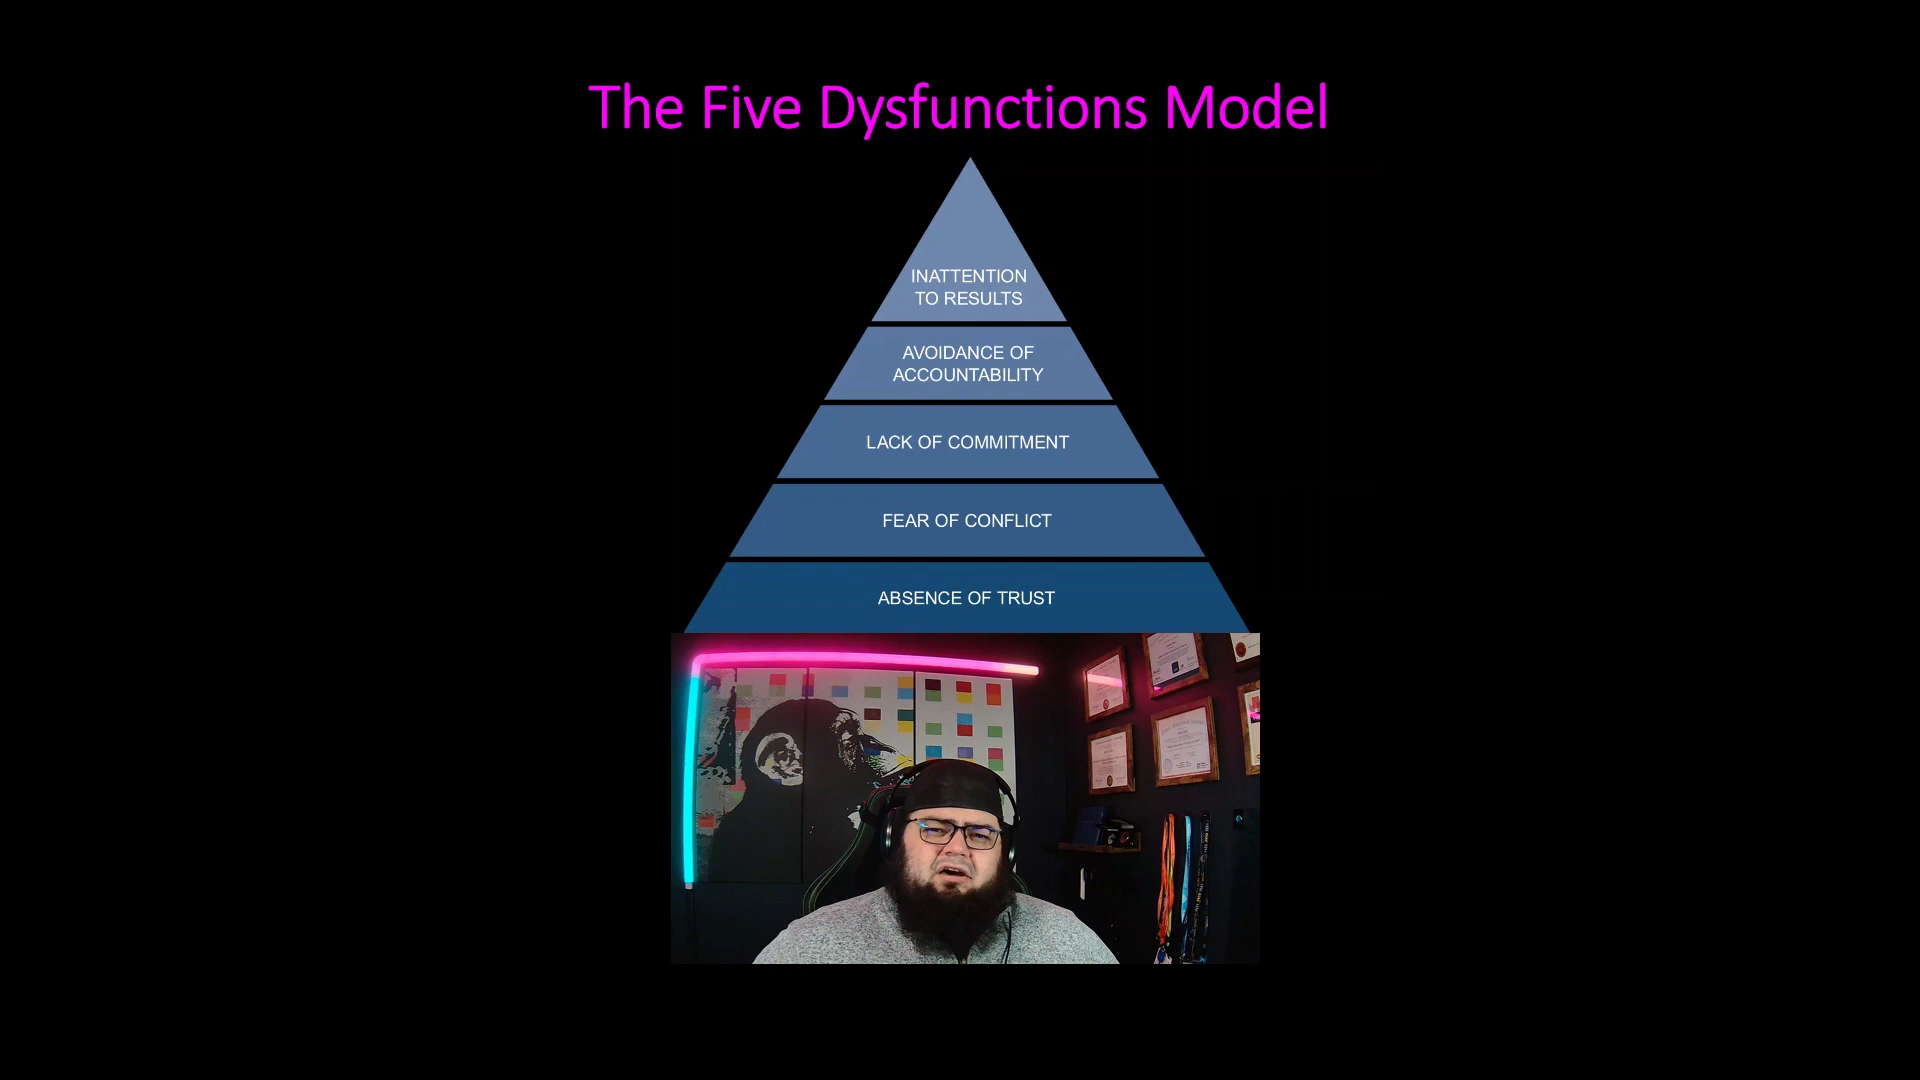 The Five Dysfunctions Model
INATTENTION
TO RESULTS
AVOIDANCE OF
ACCOUNTABILITY
LACK OF COMMITMENT
FEAR OF CONFLICT
ABSENCE OF TRUST